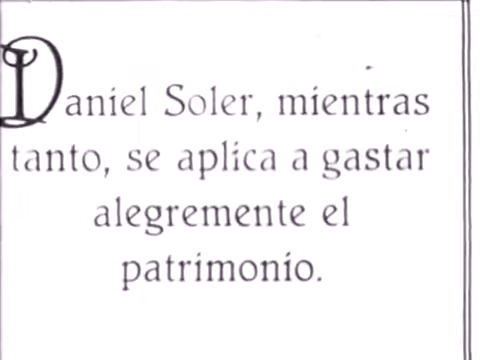 Daniel Soler, mientras
tanto, se aplica a gastar
alegremente el
patrimonio.